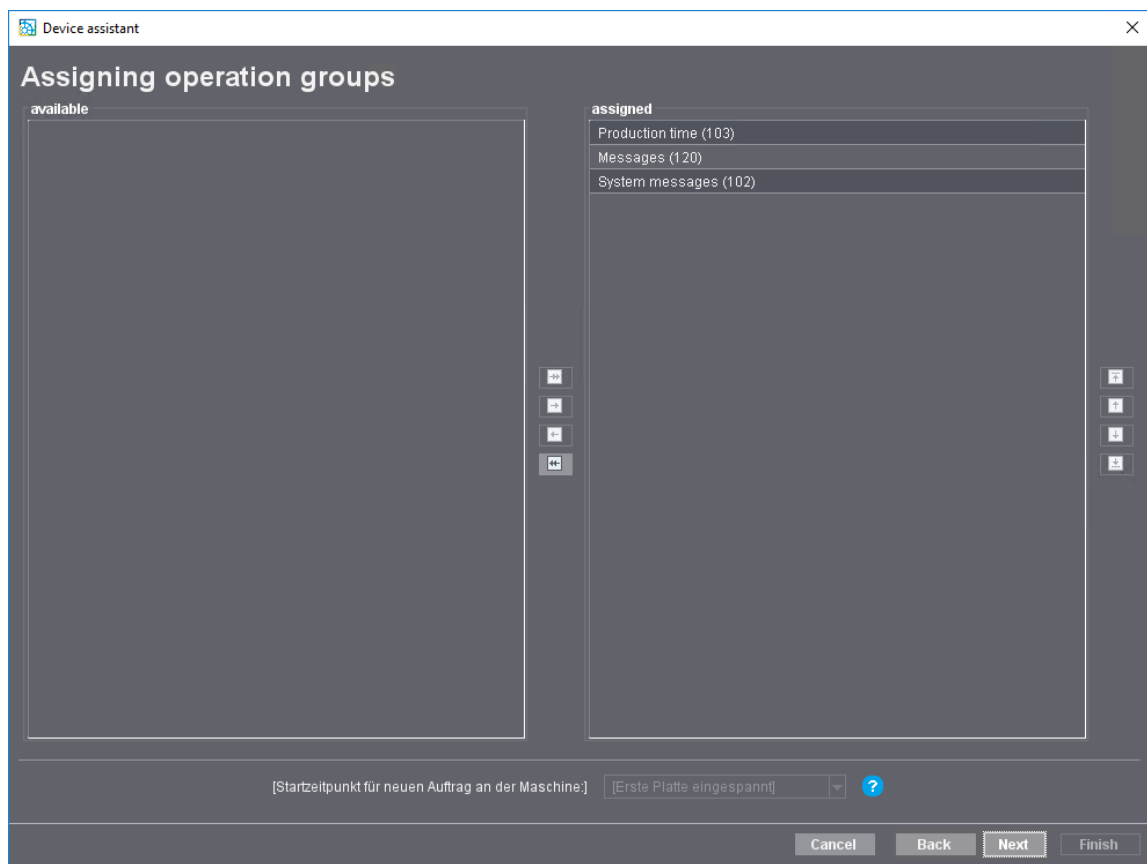 Device assistant
Assigning operation groups
available
assigned
Production time (103)
Messages (120)
System messages (102)
[Startzeitpunkt für neuen Auftrag an der Maschine:] [Erste Platte eingespannt] ?
Cancel Back Next Finish